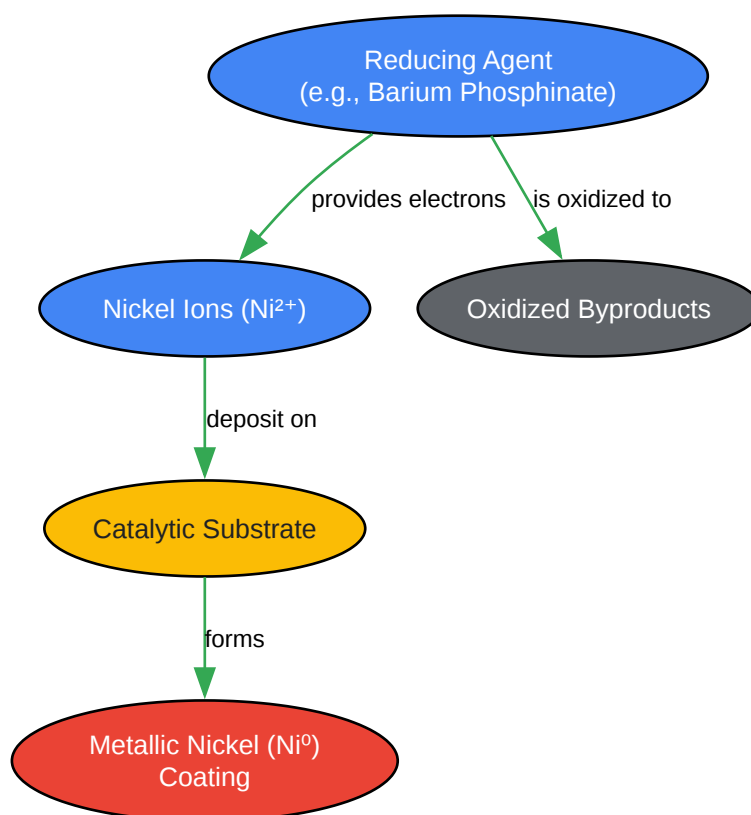 Reducing Agent
(e.g., Barium Phosphinate)
provides electrons
is oxidized to
Nickel Ions (Ni²⁺)
Oxidized Byproducts
deposit on
Catalytic Substrate
forms
Metallic Nickel (Ni⁰)
Coating